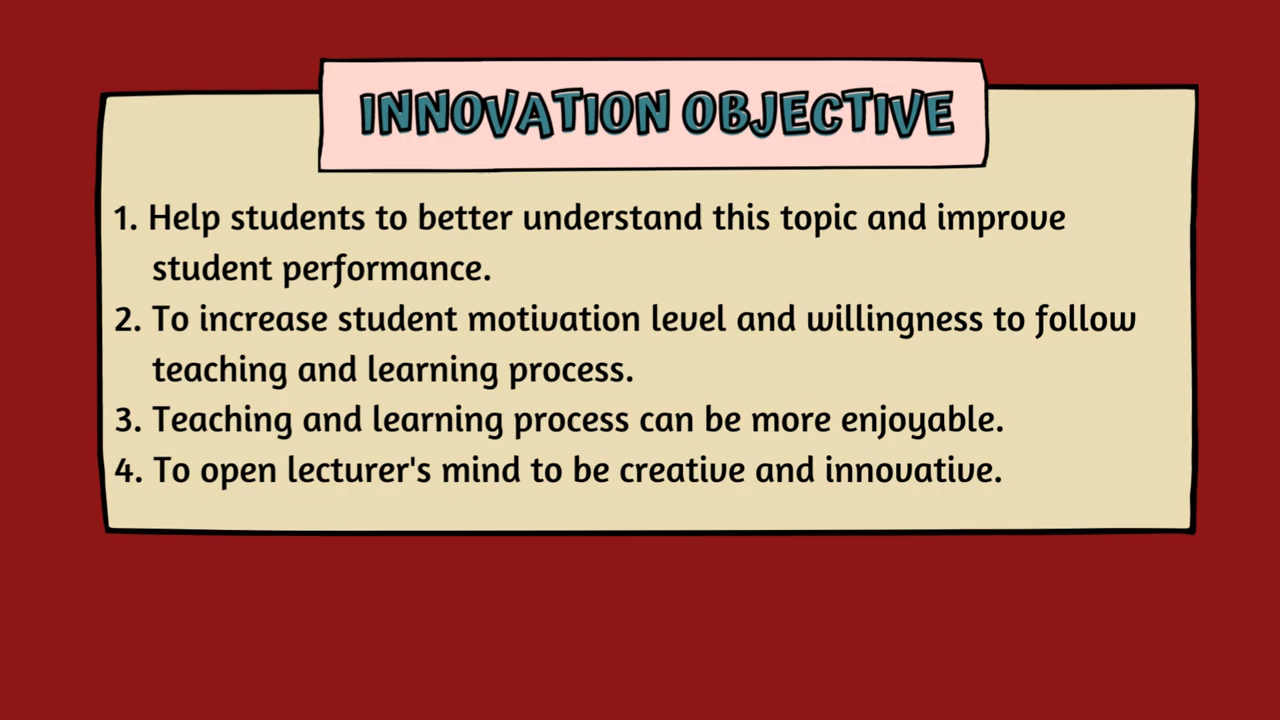 INNOVATION OBJECTIVE
1. Help students to better understand this topic and improve
student performance.
2. To increase student motivation level and willingness to follow
teaching and learning process.
3. Teaching and learning process can be more enjoyable.
4. To open lecturer's mind to be creative and innovative.